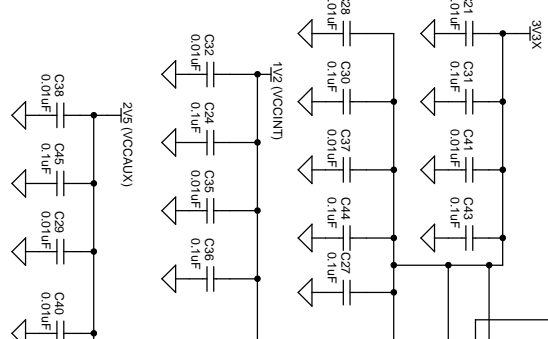 3V3X
.01uF
C31
0.1uF
C41
0.01uF
C43
0.1uF
.01uF
C30
0.1uF
C37
0.01uF
C44
0.1uF
C27
0.1uF
1V2 (VCCINT)
C32
0.01uF
C24
0.1uF
C35
0.01uF
C36
0.1uF
2V5 (VCCAUX)
C38
0.01uF
C45
0.1uF
C29
0.01uF
C40
0.01uF